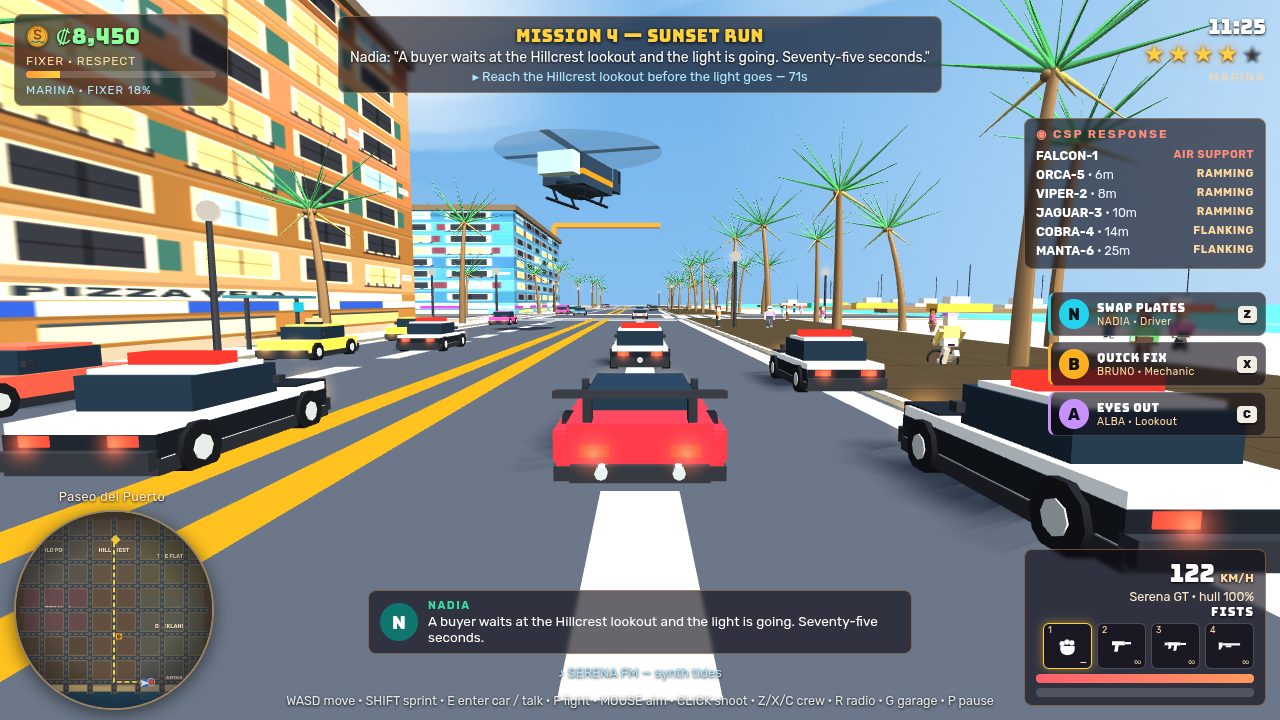 ₡8,450
FIXER • RESPECT
MARINA • FIXER 18%
MISSION 4 — SUNSET RUN
Nadia: "A buyer waits at the Hillcrest lookout and the light is going. Seventy-five seconds."
▸ Reach the Hillcrest lookout before the light goes — 71s
11:25
MARINA
CSP RESPONSE
FALCON-1 AIR SUPPORT
ORCA-5 • 6m RAMMING
VIPER-2 • 8m RAMMING
JAGUAR-3 • 10m RAMMING
COBRA-4 • 14m FLANKING
MANTA-6 • 25m FLANKING
N SWAP PLATES Z
NADIA • Driver
B QUICK FIX X
BRUNO • Mechanic
A EYES OUT C
ALBA • Lookout
PIZZA
Paseo del Puerto
N NADIA
A buyer waits at the Hillcrest lookout and the light is going. Seventy-five
seconds.
♪ SERENA FM — synth tides
WASD move • SHIFT sprint • E enter car / talk • F fight • MOUSE aim • CLICK shoot • Z/X/C crew • R radio • G garage • P pause
122 KM/H
Serena GT • hull 100%
FISTS
1 2 3 4
∞ ∞ ∞